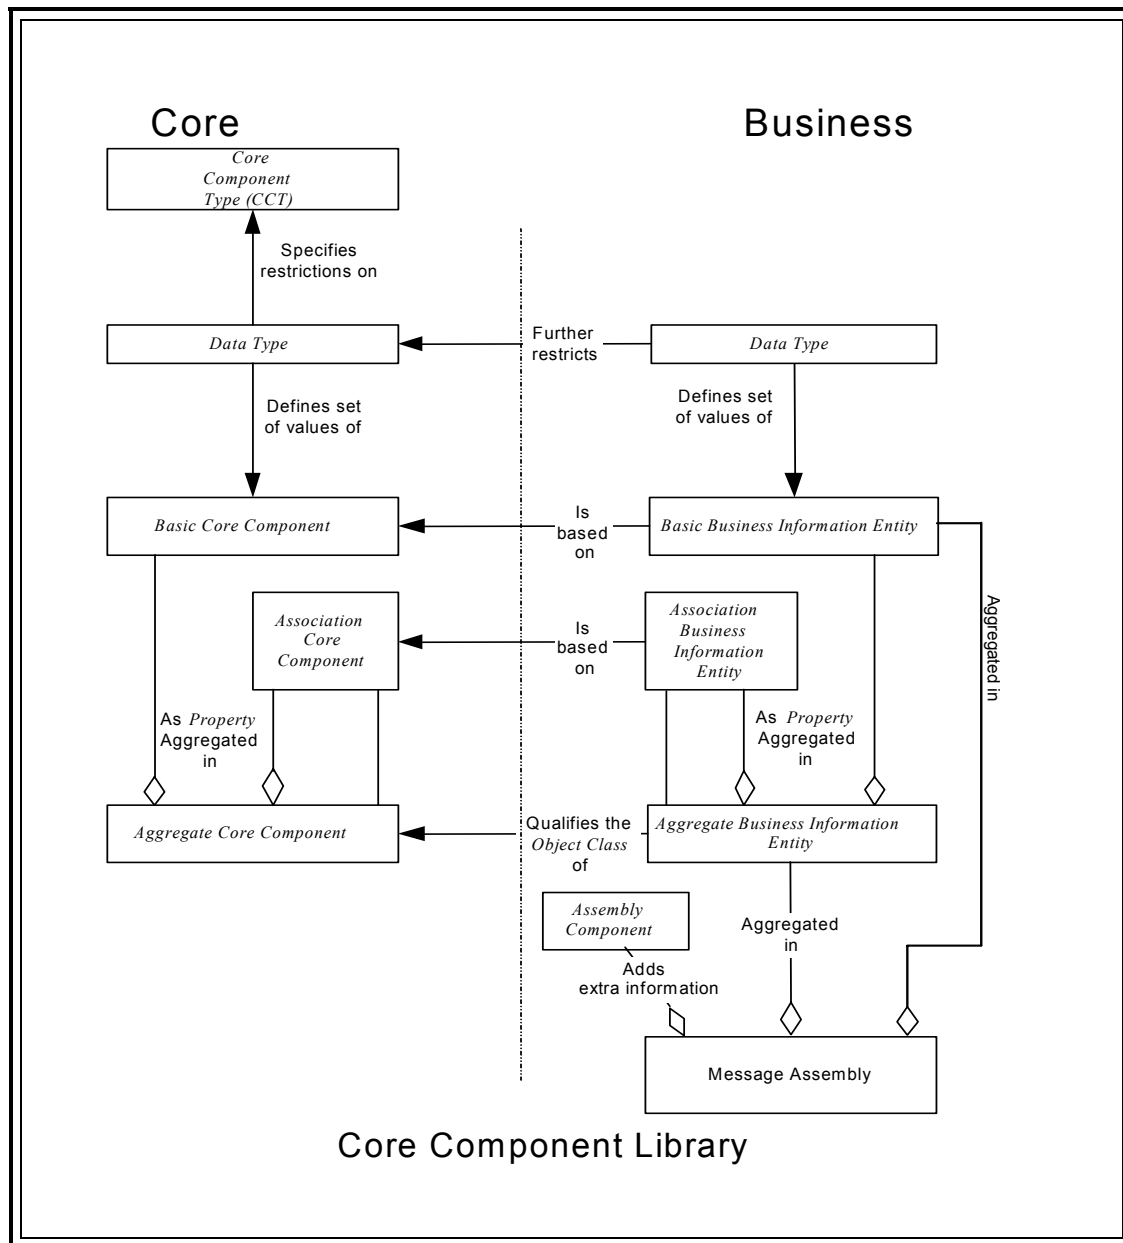 Core
Business
Core
Component
Type (CCT)
Specifies
restrictions on
Data Type
Further
restricts
Data Type
Defines set
of values of
Defines set
of values of
Basic Core Component
Is
based
on
Basic Business Information Entity
Association
Core
Component
Is
based
on
Association
Business
Information
Entity
Aggregated in
As Property
Aggregated
in
As Property
Aggregated
in
Aggregate Core Component
Qualifies the
Object Class
of
Aggregate Business Information
Entity
Assembly
Component
Aggregated
in
Adds
extra information
Message Assembly
Core Component Library